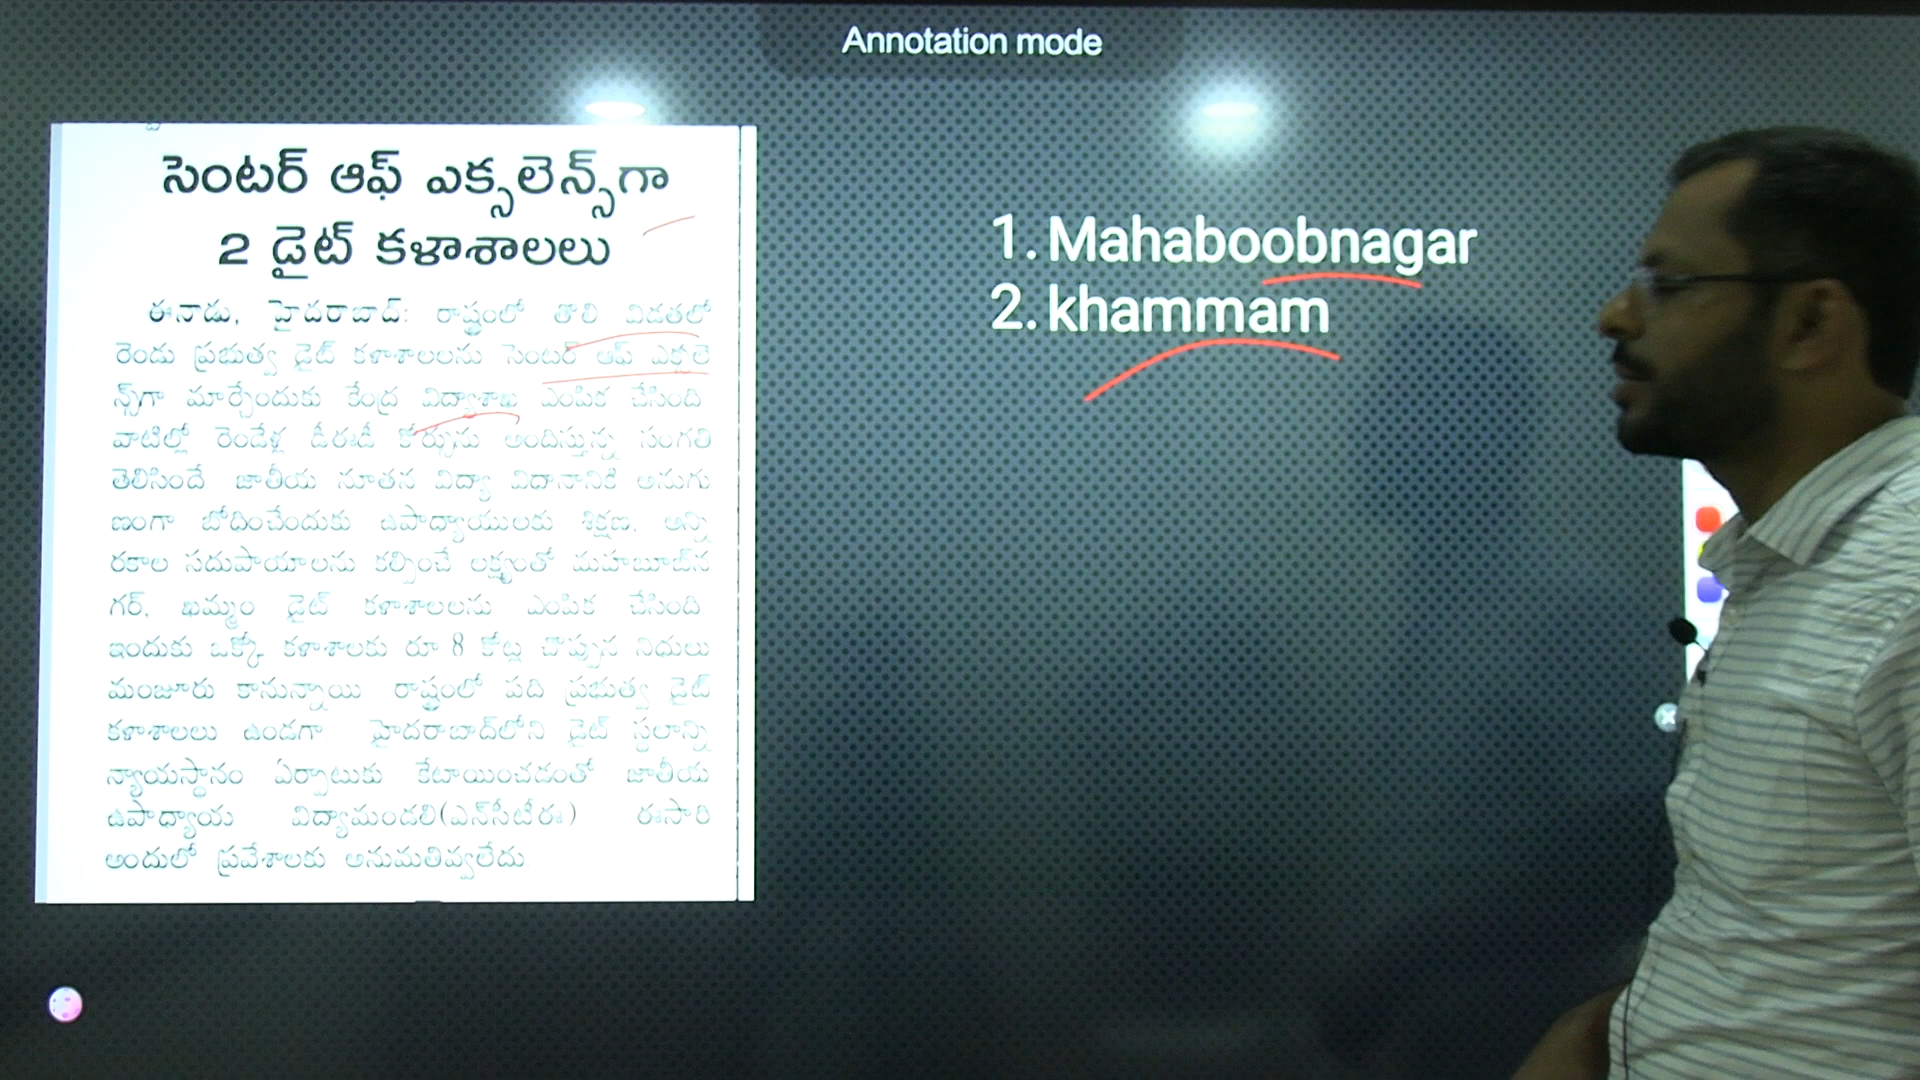 Annotation mode
సెంటర్ ఆఫ్ ఎక్సలెన్స్‌గా
2 డైట్ కళాశాలలు
ఈనాడు, హైదరాబాద్: రాష్ట్రంలో తొలి విడతలో
రెండు ప్రభుత్వ డైట్ కళాశాలలను సెంటర్ ఆఫ్ ఎక్సలె
న్స్‌గా మార్చేందుకు కేంద్ర విద్యాశాఖ ఎంపిక చేసింది
వాటిల్లో రెండేళ్ల డీఈడీ కోర్సును అందిస్తున్న సంగతి
తెలిసిందే జాతీయ నూతన విద్యా విధానానికి అనుగు
ణంగా బోధించేందుకు ఉపాధ్యాయులకు శిక్షణ, అన్ని
రకాల సదుపాయాలను కల్పించే లక్ష్యంతో మహబూబ్‌న
గర్, ఖమ్మం డైట్ కళాశాలలను ఎంపిక చేసింది
ఇందుకు ఒక్కో కళాశాలకు రూ 8 కోట్ల చొప్పున నిధులు
మంజూరు కానున్నాయి రాష్ట్రంలో పది ప్రభుత్వ డైట్
కళాశాలలు ఉండగా హైదరాబాద్‌లోని డైట్ స్థలాన్ని
న్యాయస్థానం ఏర్పాటుకు కేటాయించడంతో జాతీయ
ఉపాధ్యాయ విద్యామండలి(ఎన్‌సీటీఈ) ఈసారి
అందులో ప్రవేశాలకు అనుమతివ్వలేదు
1. Mahaboobnagar
2. khammam